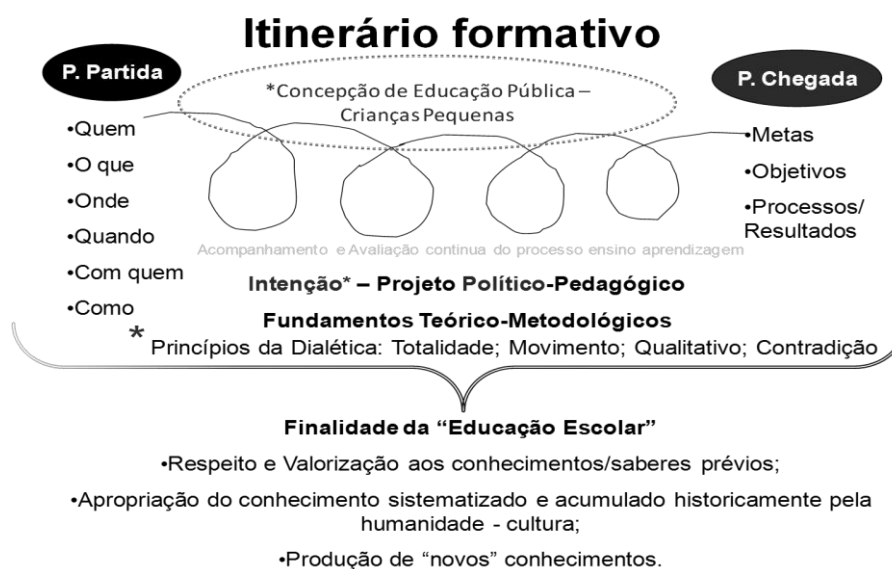 Itinerário formativo
P. Partida
•Quem
•O que
•Onde
•Quando
•Com quem
•Como
*Concepção de Educação Pública –
Crianças Pequenas
P. Chegada
•Metas
•Objetivos
•Processos/
Resultados
Acompanhamento e Avaliação continua do processo ensino aprendizagem
Intenção* – Projeto Político-Pedagógico
Fundamentos Teórico-Metodológicos
* Princípios da Dialética: Totalidade; Movimento; Qualitativo; Contradição
Finalidade da “Educação Escolar”
•Respeito e Valorização aos conhecimentos/saberes prévios;
•Apropriação do conhecimento sistematizado e acumulado historicamente pela
humanidade - cultura;
•Produção de “novos” conhecimentos.